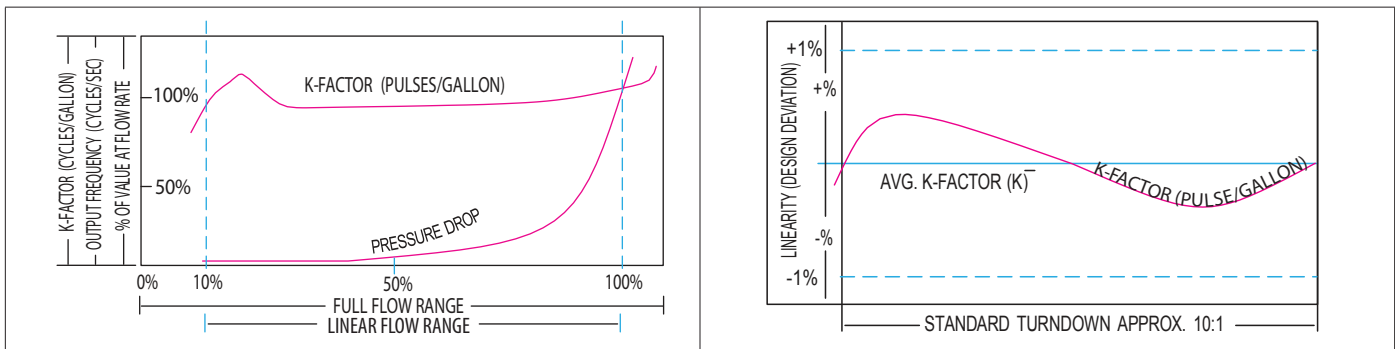 K-FACTOR (CYCLES/GALLON)
OUTPUT FREQUENCY (CYCLES/SEC)
% OF VALUE AT FLOW RATE
100%
50%
K-FACTOR (PULSES/GALLON)
PRESSURE DROP
0%
10%
50%
100%
FULL FLOW RANGE
LINEAR FLOW RANGE
LINEARITY (DESIGN DEVIATION)
+1%
+%
-%
-1%
AVG. K-FACTOR (K)‾
K-FACTOR (PULSE/GALLON)
STANDARD TURNDOWN APPROX. 10:1